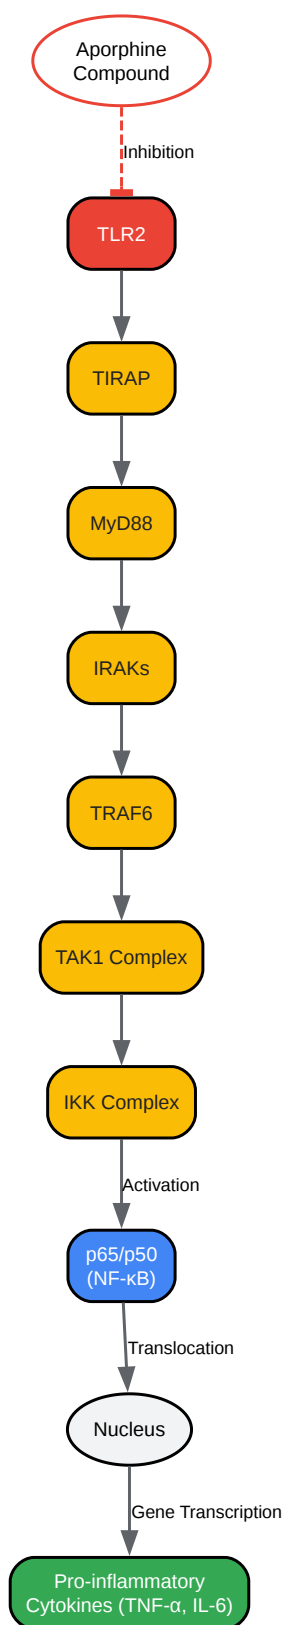 Aporphine
Compound
Inhibition
TLR2
TIRAP
MyD88
IRAKs
TRAF6
TAK1 Complex
IKK Complex
Activation
p65/p50
(NF-κB)
Translocation
Nucleus
Gene Transcription
Pro-inflammatory
Cytokines (TNF-α, IL-6)